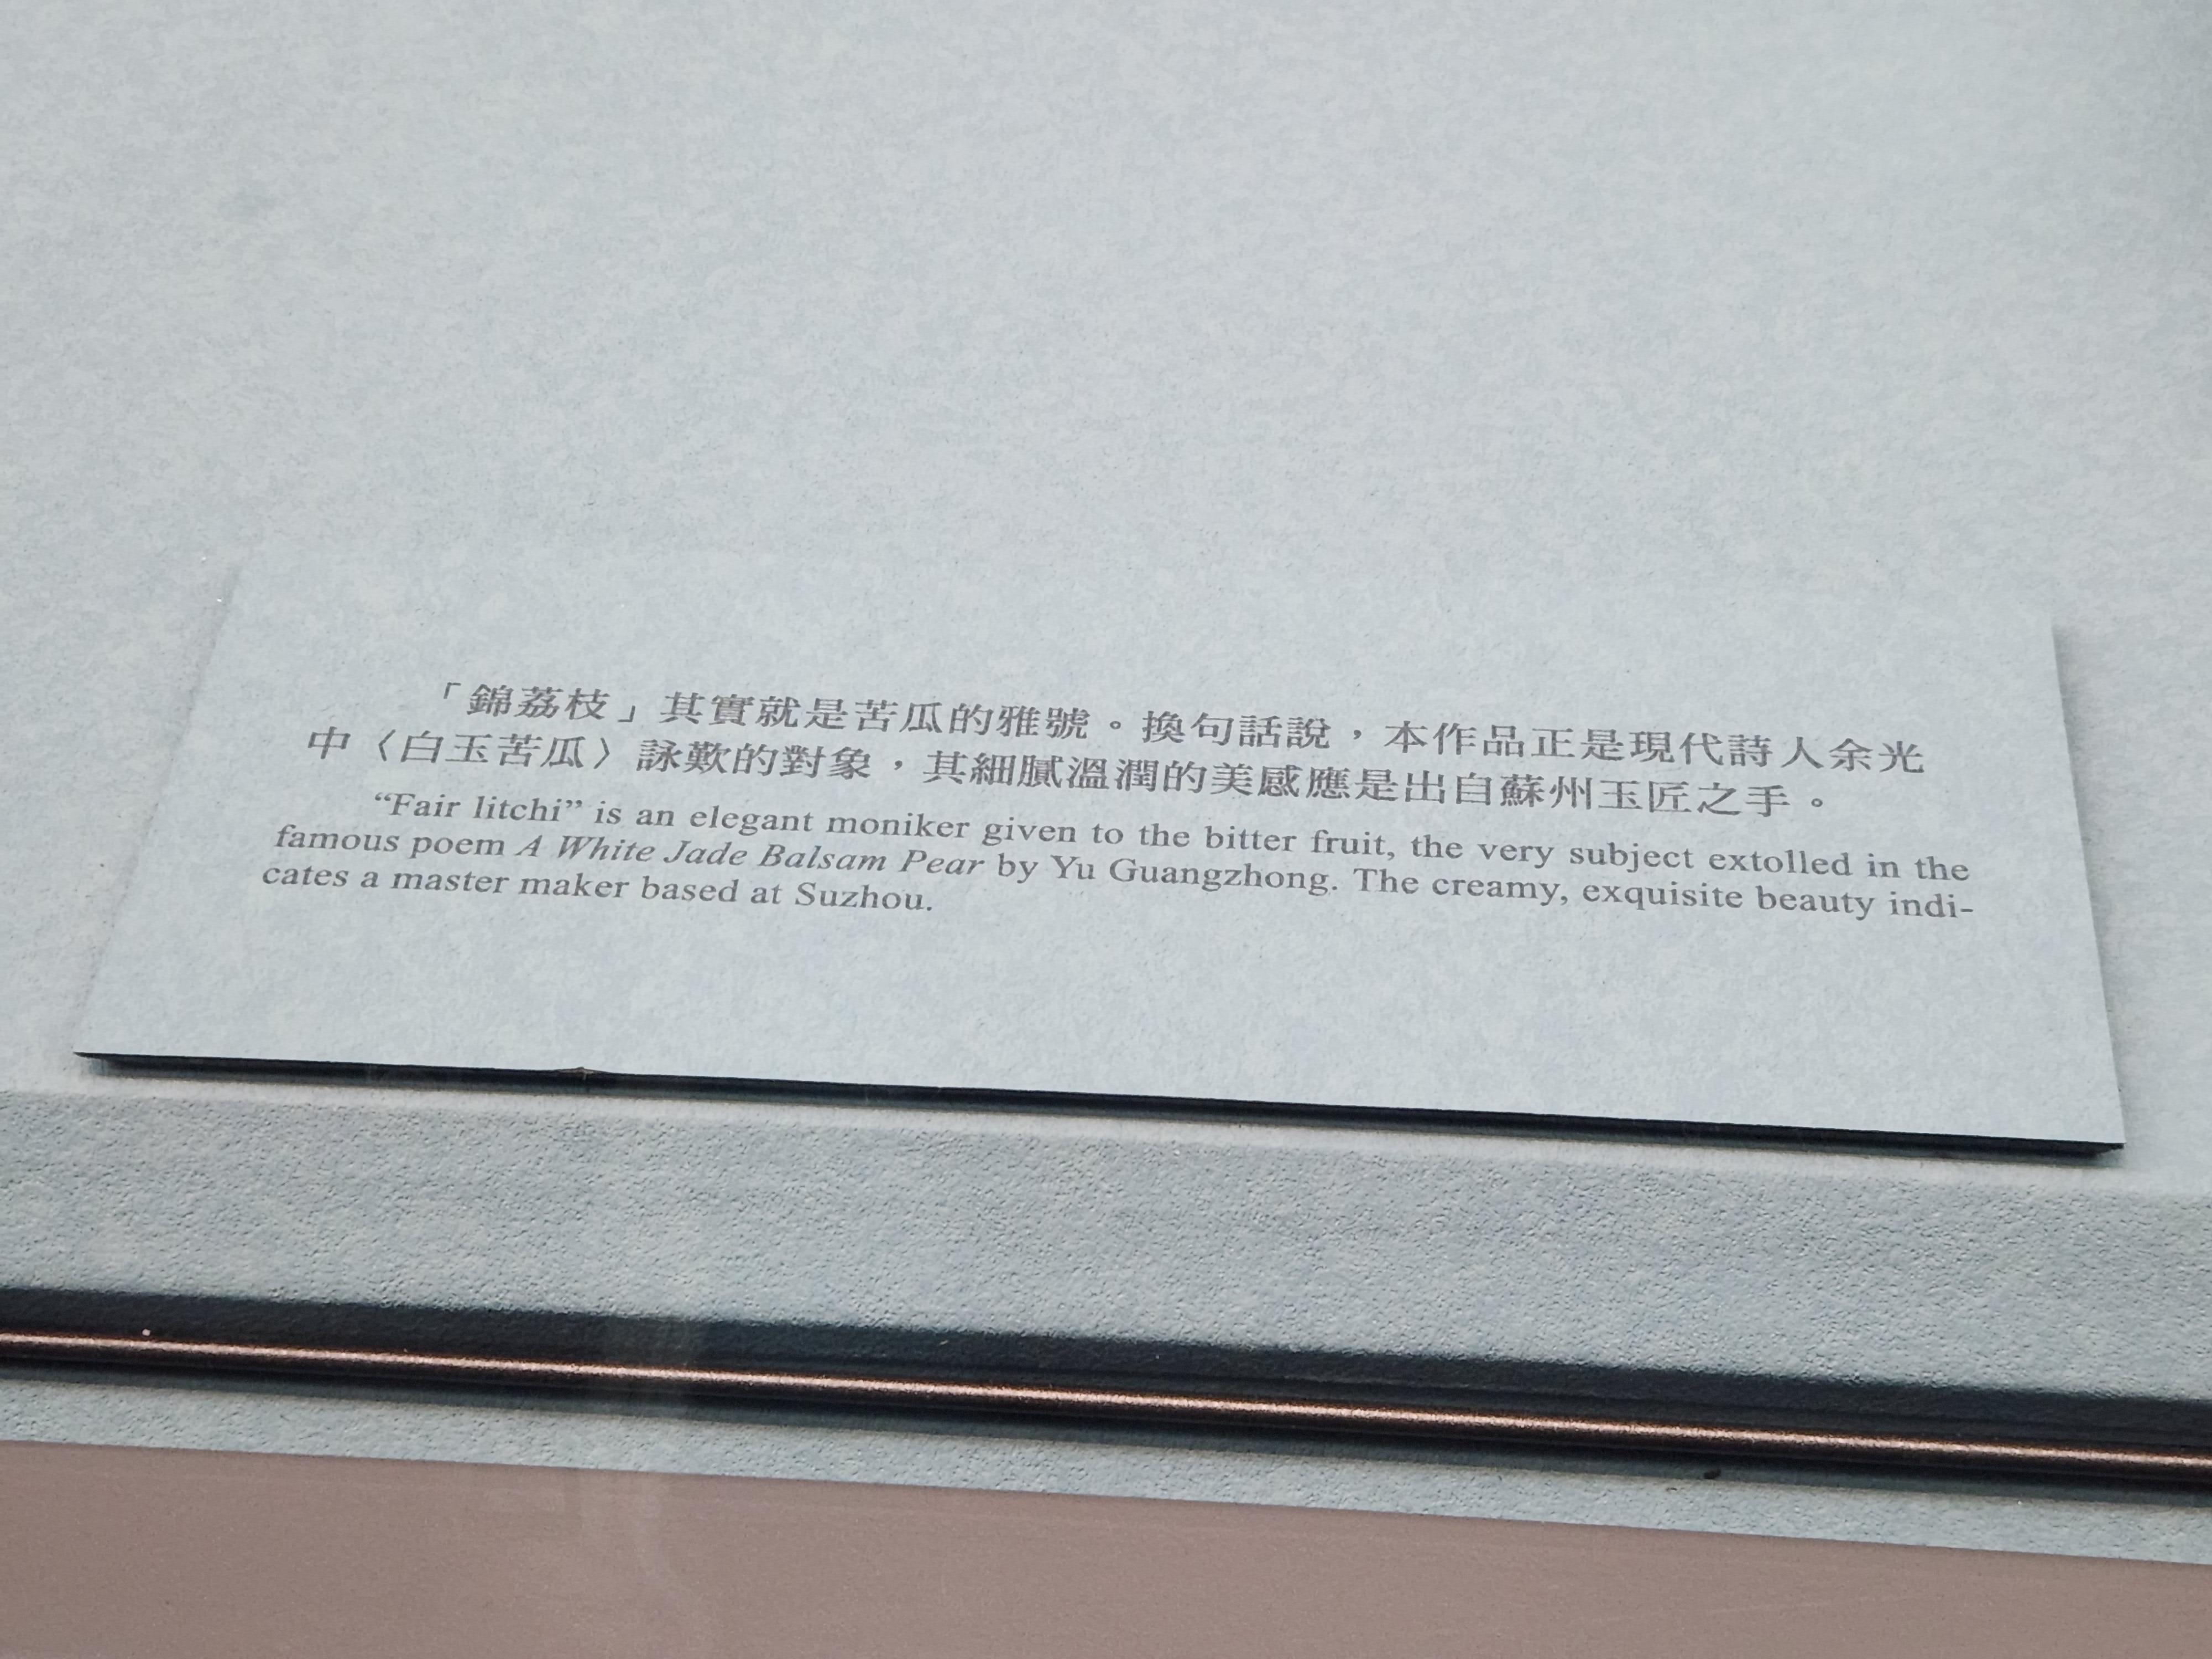 「錦荔枝」其實就是苦瓜的雅號。換句話說，本作品正是現代詩人余光
中〈白玉苦瓜〉詠歎的對象，其細膩溫潤的美感應是出自蘇州玉匠之手。
“Fair litchi” is an elegant moniker given to the bitter fruit, the very subject extolled in the
famous poem A White Jade Balsam Pear by Yu Guangzhong. The creamy, exquisite beauty indi-
cates a master maker based at Suzhou.